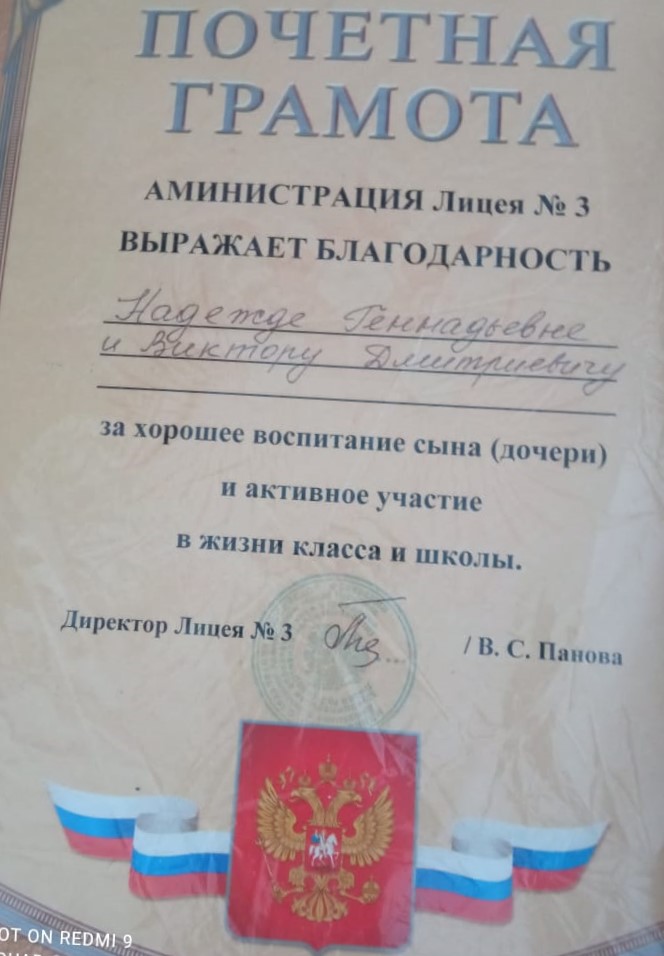 ПОЧЕТНАЯ
ГРАМОТА
АМИНИСТРАЦИЯ Лицея № 3
ВЫРАЖАЕТ БЛАГОДАРНОСТЬ
Надежде Геннадьевне
и Виктору Дмитриевичу
за хорошее воспитание сына (дочери)
и активное участие
в жизни класса и школы.
Директор Лицея № 3 / В. С. Панова
OT ON REDMI 9